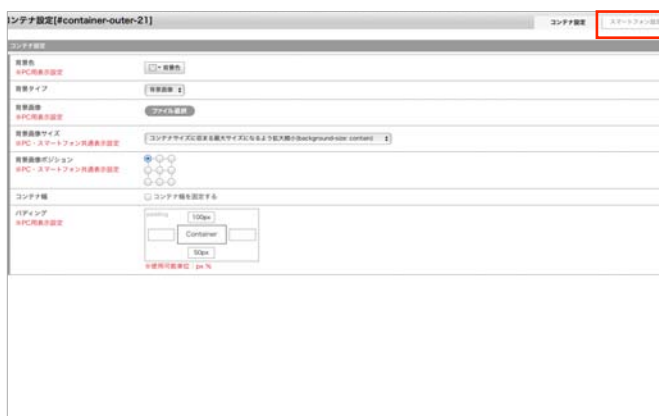 コンテナ設定[#container-outer-21]
コンテナ設定
スマートフォン設定
コンテナ設定
背景色
※PC用表示設定
背景色
背景タイプ
背景画像
背景画像
※PC用表示設定
ファイル選択
背景画像サイズ
※PC・スマートフォン共通表示設定
コンテナサイズに収まる最大サイズになるよう拡大縮小(background-size: contain)
背景画像ポジション
※PC・スマートフォン共通表示設定
コンテナ幅
コンテナ幅を固定する
パディング
※PC用表示設定
padding
100px
Container
50px
※使用可能単位：px %